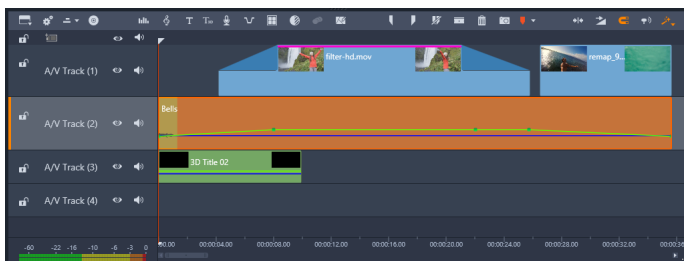 T
A/V Track (1)
filter-hd.mov
remap_9...
Bells
A/V Track (2)
A/V Track (3)
3D Title 02
A/V Track (4)
-60 -22 -16 -10 -6 -3 0
00:00:04.00 00:00:08.00 00:00:12.00 00:00:16.00 00:00:20.00 00:00:24.00 00:00:28.00 00:00:32.00